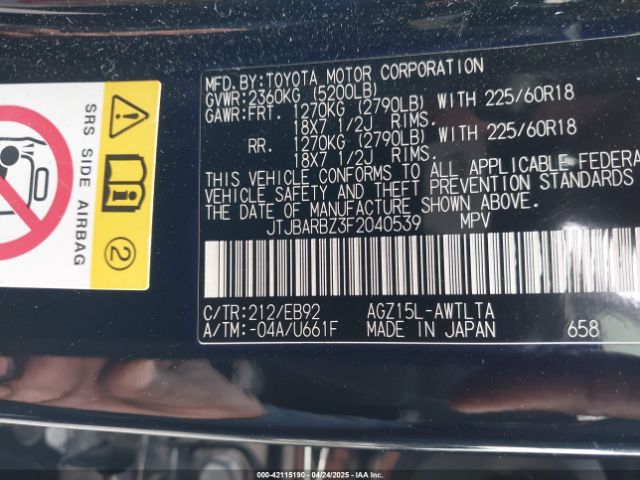 MFD. BY: TOYOTA MOTOR CORPORATION
GVWR: 2360KG (5200LB)
GAWR: FRT. 1270KG (2790LB) WITH 225/60R18
18X7 1/2J RIMS.
RR. 1270KG (2790LB) WITH 225/60R18
18X7 1/2J RIMS.
THIS VEHICLE CONFORMS TO ALL APPLICABLE FEDERA
VEHICLE SAFETY AND THEFT PREVENTION STANDARDS
THE DATE OF MANUFACTURE SHOWN ABOVE.
JTJBARBZ3F2040539 MPV
C/TR: 212/EB92 AGZ15L-AWTLTA
A/TM: -04A/U661F MADE IN JAPAN 658
SRS SIDE AIRBAG
2
000-42115190 - 04/24/2025 - IAAI, INC.